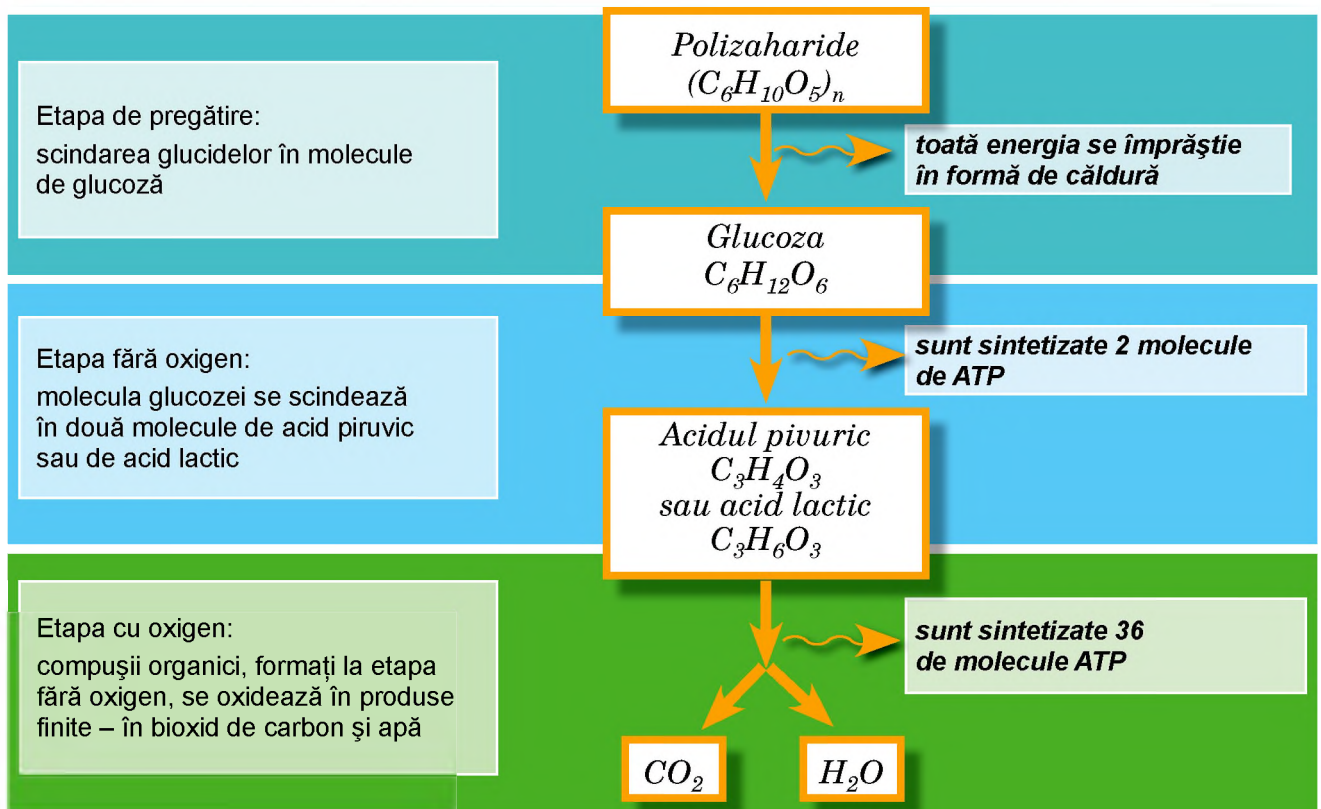 Polizaharide
(C₆H₁₀O₅)ₙ
Etapa de pregătire:
scindarea glucidelor în molecule
de glucoză
toată energia se împrăştie
în formă de căldură
Glucoza
C₆H₁₂O₆
Etapa fără oxigen:
molecula glucozei se scindează
în două molecule de acid piruvic
sau de acid lactic
sunt sintetizate 2 molecule
de ATP
Acidul pivuric
C₃H₄O₃
sau acid lactic
C₃H₆O₃
Etapa cu oxigen:
compușii organici, formați la etapa
fără oxigen, se oxidează în produse
finite – în bioxid de carbon şi apă
sunt sintetizate 36
de molecule ATP
CO₂
H₂O